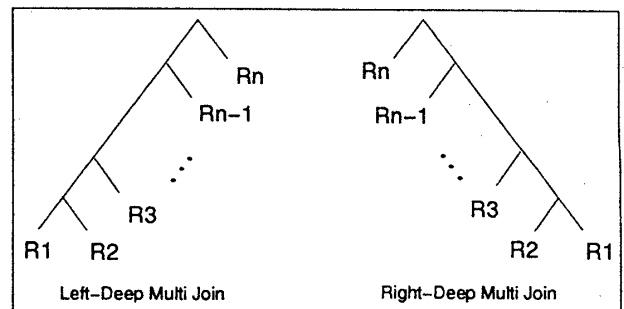 Rn
Rn-1
R3
R1 R2
Left-Deep Multi Join
Rn
Rn-1
R3
R2 R1
Right-Deep Multi Join